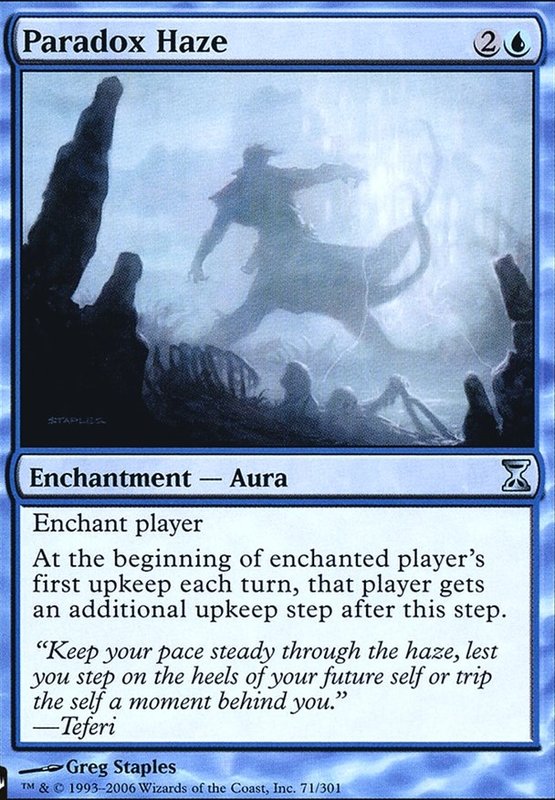 Paradox Haze 2
STAPLES
Enchantment — Aura
Enchant player
At the beginning of enchanted player's
first upkeep each turn, that player gets
an additional upkeep step after this step.
“Keep your pace steady through the haze, lest
you step on the heels of your future self or trip
the self a moment behind you.”
—Teferi
Greg Staples
™ & © 1993–2006 Wizards of the Coast, Inc. 71/301